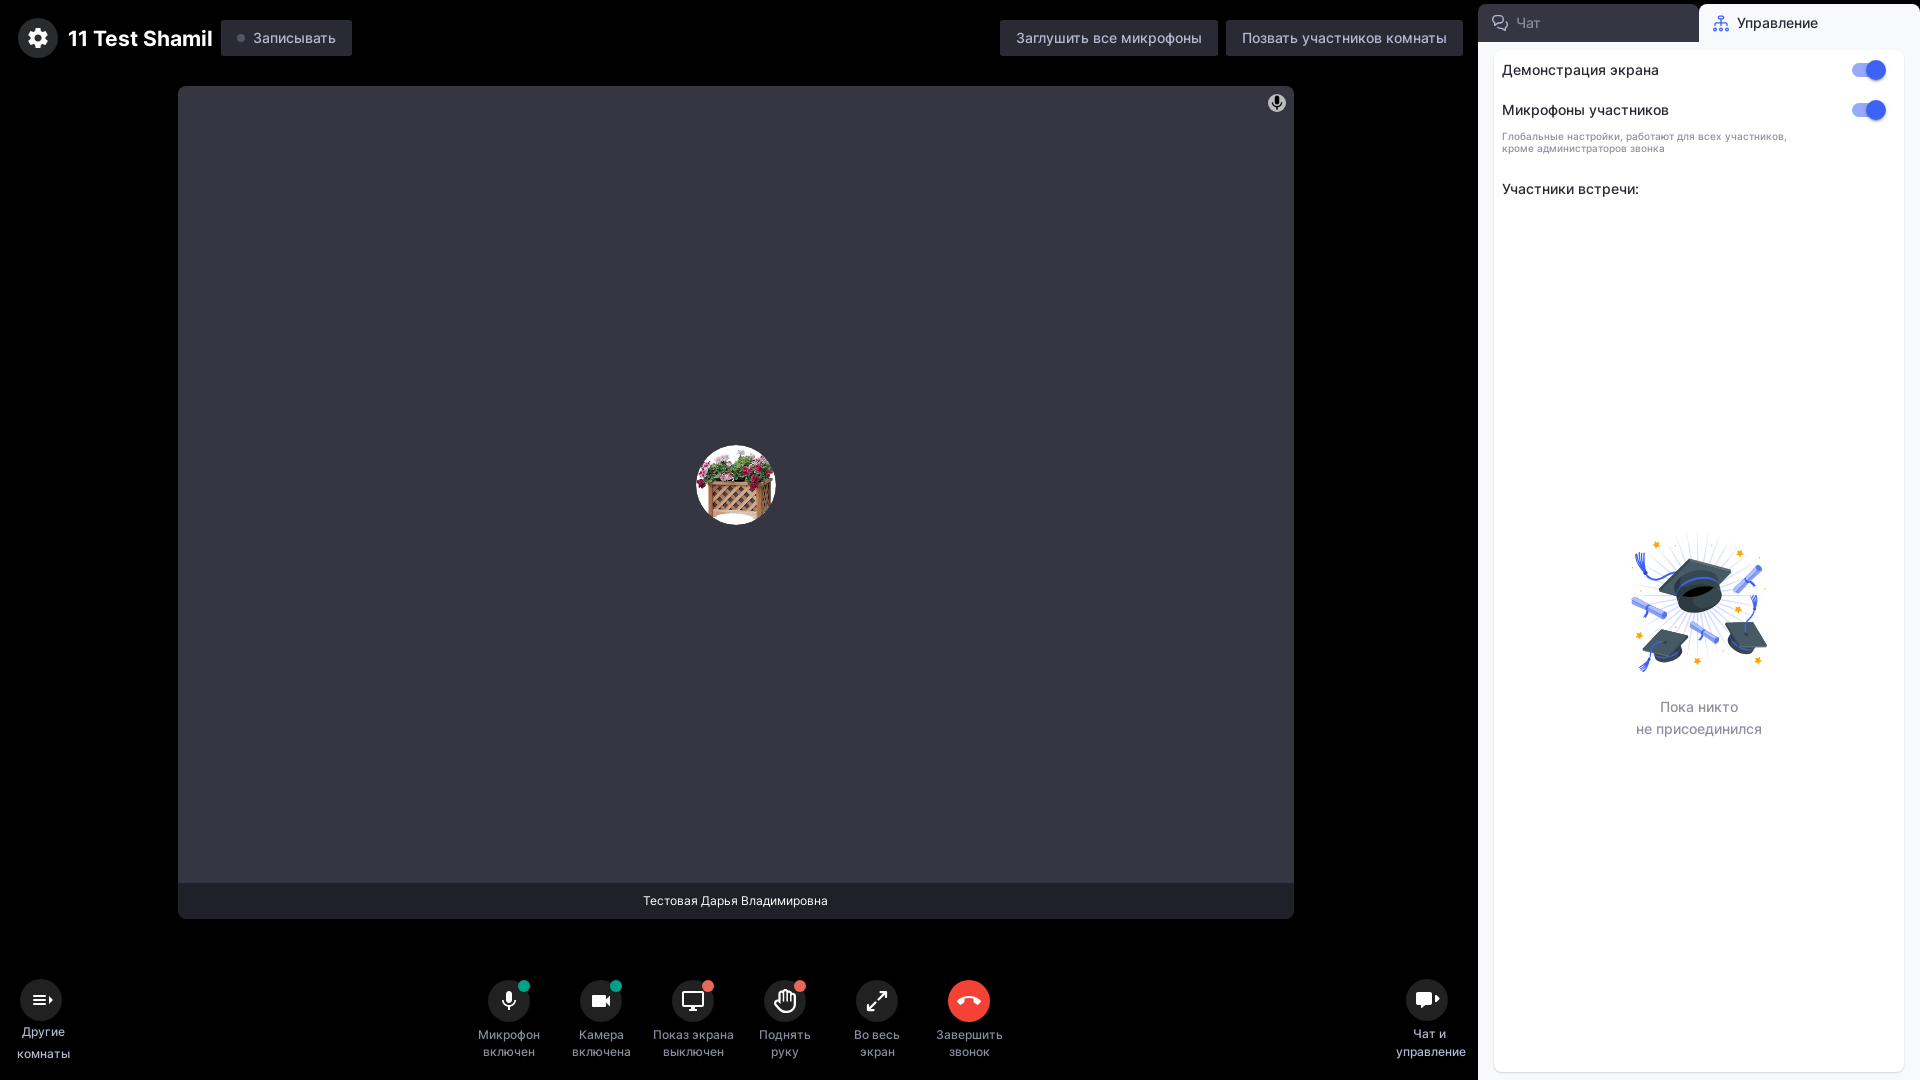 11 Test Shamil
Записывать
Заглушить все микрофоны
Позвать участников комнаты
Чат
Управление
Демонстрация экрана
Микрофоны участников
Глобальные настройки, работают для всех участников,
кроме администраторов звонка
Участники встречи:
Пока никто
не присоединился
Тестовая Дарья Владимировна
Другие
комнаты
Микрофон
включен
Камера
включена
Показ экрана
выключен
Поднять
руку
Во весь
экран
Завершить
звонок
Чат и
управление